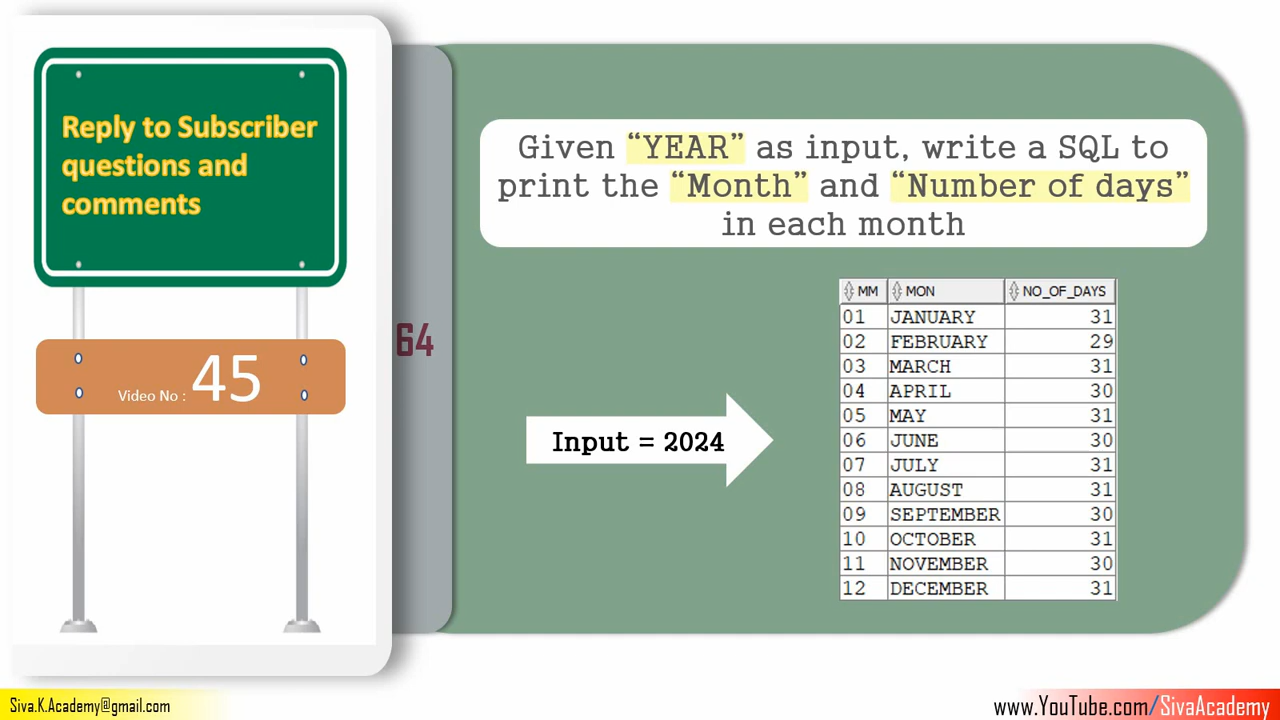 Reply to Subscriber
questions and
comments
Video No : 45
64
Given “YEAR” as input, write a SQL to
print the “Month” and “Number of days”
in each month
Input = 2024
MM MON NO_OF_DAYS
01 JANUARY 31
02 FEBRUARY 29
03 MARCH 31
04 APRIL 30
05 MAY 31
06 JUNE 30
07 JULY 31
08 AUGUST 31
09 SEPTEMBER 30
10 OCTOBER 31
11 NOVEMBER 30
12 DECEMBER 31
Siva.K.Academy@gmail.com
www.YouTube.com/SivaAcademy